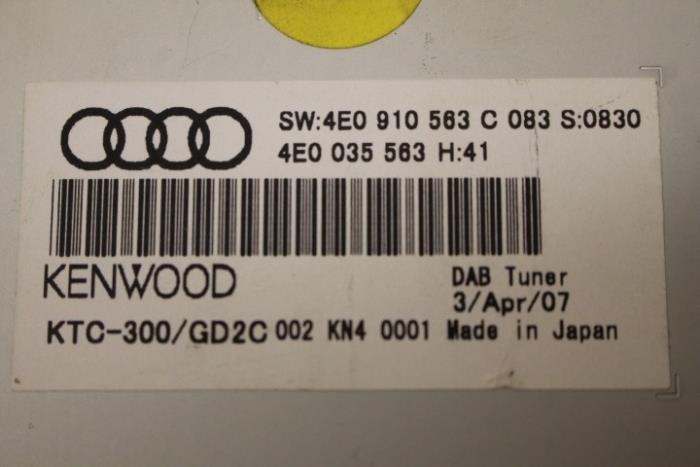 SW:4E0 910 563 C 083 S:0830
4E0 035 563 H:41
KENWOOD
DAB Tuner
3/Apr/07
KTC-300/GD2C 002 KN4 0001 Made in Japan